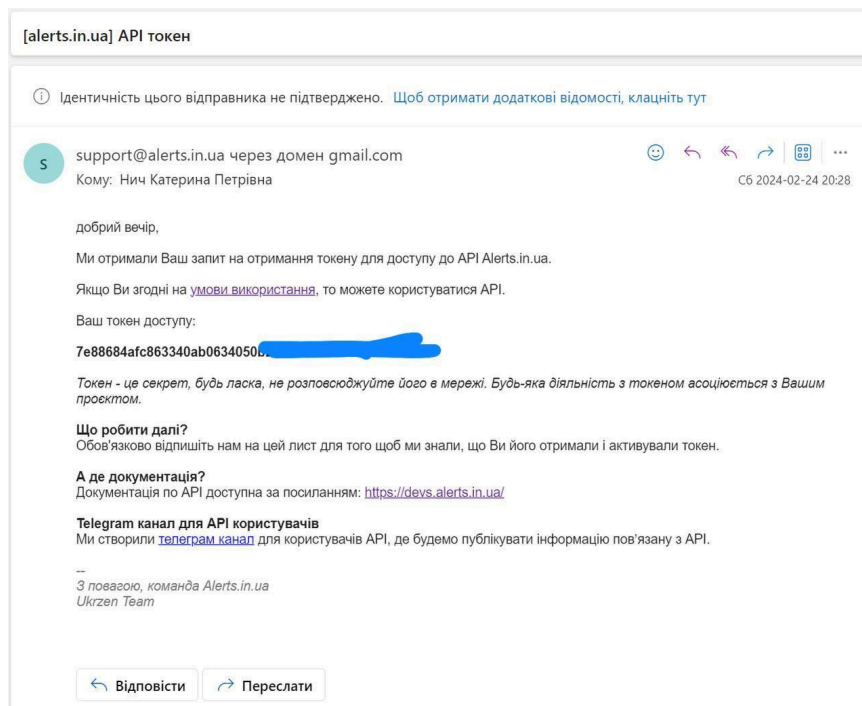 [alerts.in.ua] API токен
Ідентичність цього відправника не підтверджено. Щоб отримати додаткові відомості, клацніть тут
S
support@alerts.in.ua через домен gmail.com
Кому: Нич Катерина Петрівна
Сб 2024-02-24 20:28
добрий вечір,
Ми отримали Ваш запит на отримання токену для доступу до API Alerts.in.ua.
Якщо Ви згодні на умови використання, то можете користуватися API.
Ваш токен доступу:
7e88684afc863340ab0634050b
Токен - це секрет, будь ласка, не розповсюджуйте його в мережі. Будь-яка діяльність з токеном асоціюється з Вашим
проєктом.
Що робити далі?
Обов'язково відпишіть нам на цей лист для того щоб ми знали, що Ви його отримали і активували токен.
А де документація?
Документація по API доступна за посиланням: https://devs.alerts.in.ua/
Telegram канал для API користувачів
Ми створили телеграм канал для користувачів API, де будемо публікувати інформацію пов'язану з API.
--
З повагою, команда Alerts.in.ua
Ukrzen Team
Відповісти
Переслати